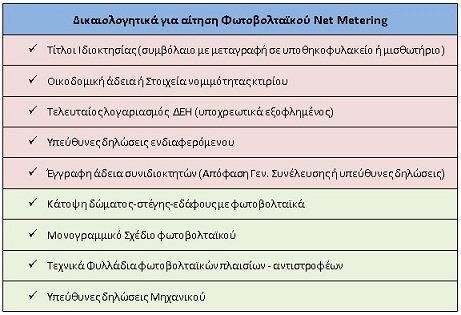 Δικαιολογητικά για αίτηση Φωτοβολταϊκού Net Metering
✓ Τίτλοι Ιδιοκτησίας (συμβόλαιο με μεταγραφή σε υποθηκοφυλακείο ή μισθωτήριο)
✓ Οικοδομική άδεια ή Στοιχεία νομιμότητας κτιρίου
✓ Τελευταίος λογαριασμός ΔΕΗ (υποχρεωτικά εξοφλημένος)
✓ Υπεύθυνες δηλώσεις ενδιαφερόμενου
✓ Έγγραφη άδεια συνιδιοκτητών (Απόφαση Γεν. Συνέλευσης ή υπεύθυνες δηλώσεις)
✓ Κάτοψη δώματος-στέγης-εδάφους με φωτοβολταϊκά
✓ Μονογραμμικό Σχέδιο φωτοβολταϊκού
✓ Τεχνικά Φυλλάδια φωτοβολταϊκών πλαισίων - αντιστροφέων
✓ Υπεύθυνες δηλώσεις Μηχανικού